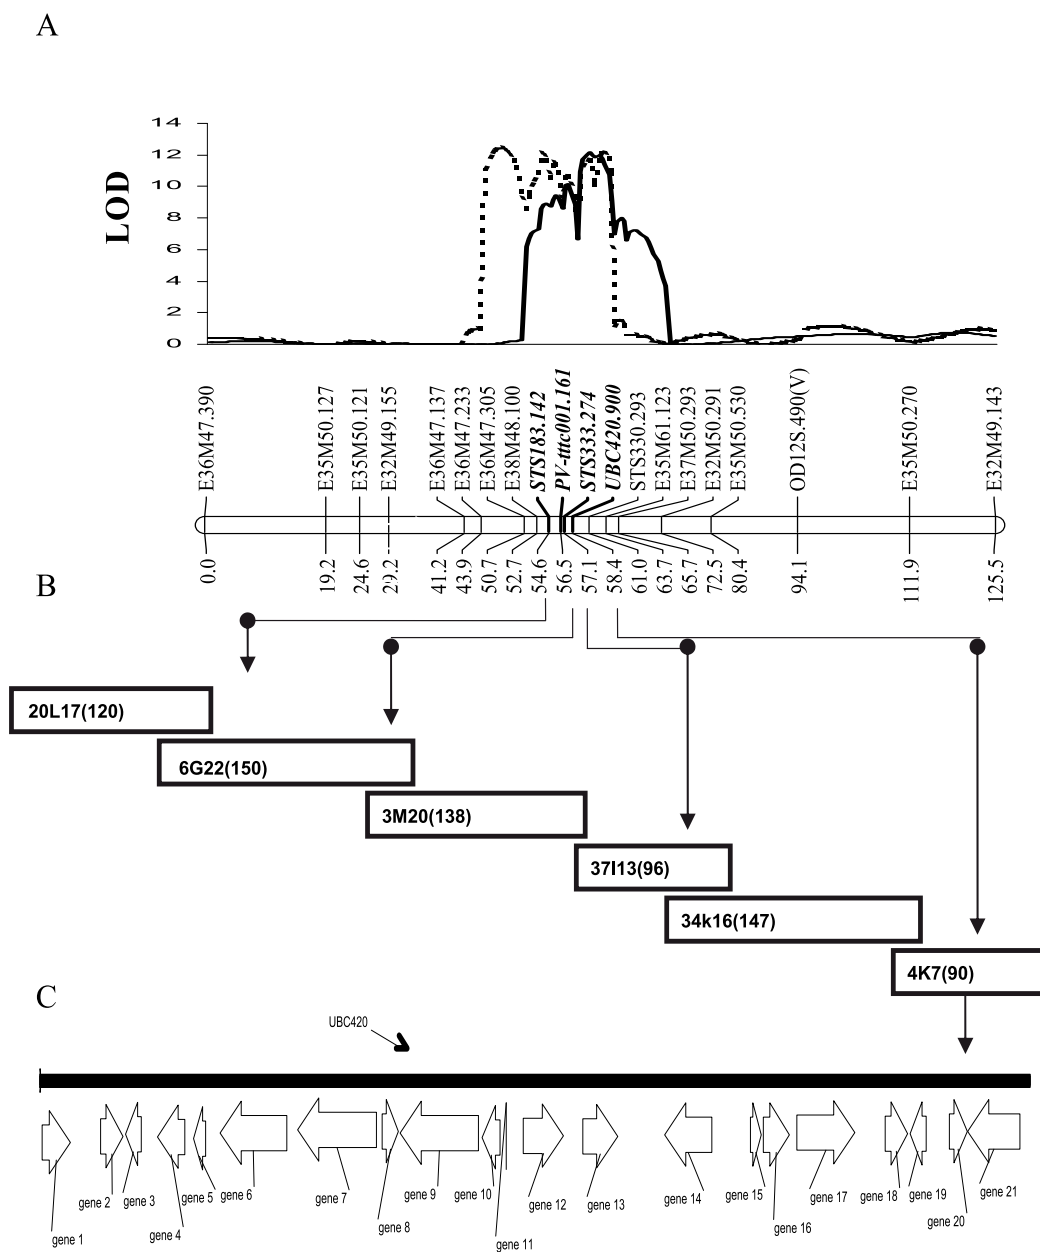 A
LOD
14
12
10
8
6
4
2
0
E36M47.390
E35M50.127
E35M50.121
E32M49.155
E36M47.137
E36M47.233
E36M47.305
E38M48.100
STS183.142
PV-tttc001.161
STS333.274
UBC420.900
STS330.293
E35M61.123
E37M50.293
E32M50.291
E35M50.530
OD12S.490(V)
E35M50.270
E32M49.143
0.0
19.2
24.6
29.2
41.2
43.9
50.7
52.7
54.6
56.5
57.1
58.4
61.0
63.7
65.7
72.5
80.4
94.1
111.9
125.5
B
20L17(120)
6G22(150)
3M20(138)
37I13(96)
34k16(147)
4K7(90)
C
UBC420
gene 1
gene 2
gene 3
gene 4
gene 5
gene 6
gene 7
gene 8
gene 9
gene 10
gene 11
gene 12
gene 13
gene 14
gene 15
gene 16
gene 17
gene 18
gene 19
gene 20
gene 21